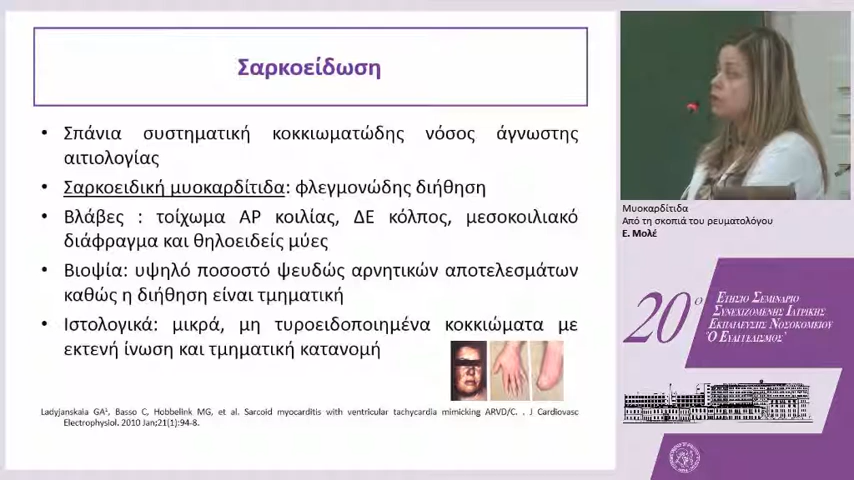 Σαρκοείδωση
• Σπάνια συστηματική κοκκιωματώδης νόσος άγνωστης
αιτιολογίας
• Σαρκοειδική μυοκαρδίτιδα: φλεγμονώδης διήθηση
• Βλάβες : τοίχωμα ΑΡ κοιλίας, ΔΕ κόλπος, μεσοκοιλιακό
διάφραγμα και θηλοειδείς μύες
• Βιοψία: υψηλό ποσοστό ψευδώς αρνητικών αποτελεσμάτων
καθώς η διήθηση είναι τμηματική
• Ιστολογικά: μικρά, μη τυροειδοποιημένα κοκκιώματα με
εκτενή ίνωση και τμηματική κατανομή
Ladyjanskaia GA¹, Basso C, Hobbelink MG, et al. Sarcoid myocarditis with ventricular tachycardia mimicking ARVD/C. . J Cardiovasc
Electrophysiol. 2010 Jan;21(1):94-8.
Μυοκαρδίτιδα
Από τη σκοπιά του ρευματολόγου
Ε. Μολέ
20ο
ΕΤΗΣΙΟ ΣΕΜΙΝΑΡΙΟ
ΣΥΝΕΧΙΖΟΜΕΝΗΣ ΙΑΤΡΙΚΗΣ
ΕΚΠΑΙΔΕΥΣΗΣ ΝΟΣΟΚΟΜΕΙΟΥ
'Ο ΕΥΑΓΓΕΛΙΣΜΟΣ'